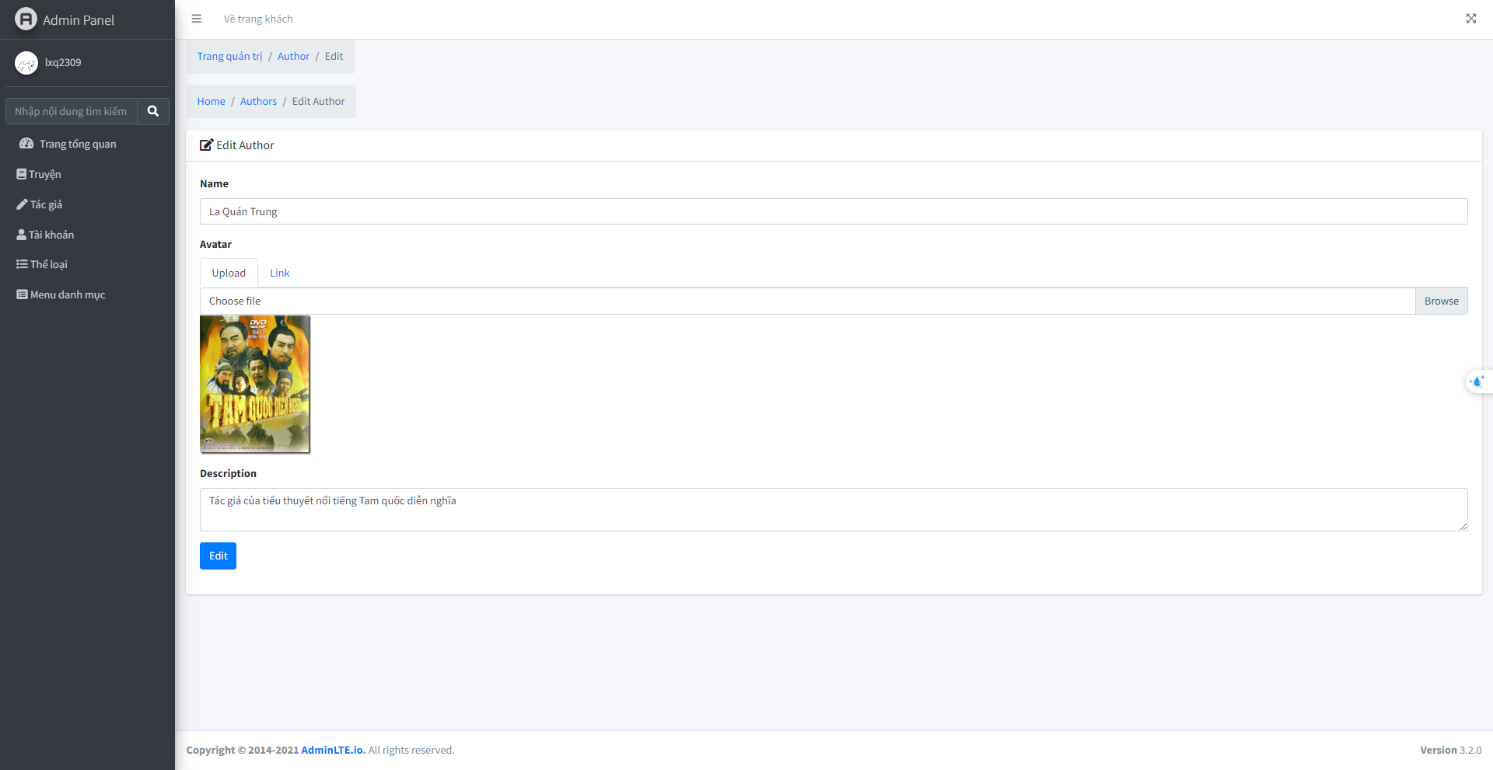 Admin Panel
Về trang khách
lxq2309
Nhập nội dung tìm kiếm
Trang tổng quan
Truyện
Tác giả
Tài khoản
Thể loại
Menu danh mục
Trang quản trị / Author / Edit
Home / Authors / Edit Author
Edit Author
Name
La Quán Trung
Avatar
Upload Link
Choose file Browse
DVD
TAM QUỐC DIỄN NGHĨA
Description
Tác giả của tiểu thuyết nổi tiếng Tam quốc diễn nghĩa
Edit
Copyright © 2014-2021 AdminLTE.io. All rights reserved.
Version 3.2.0